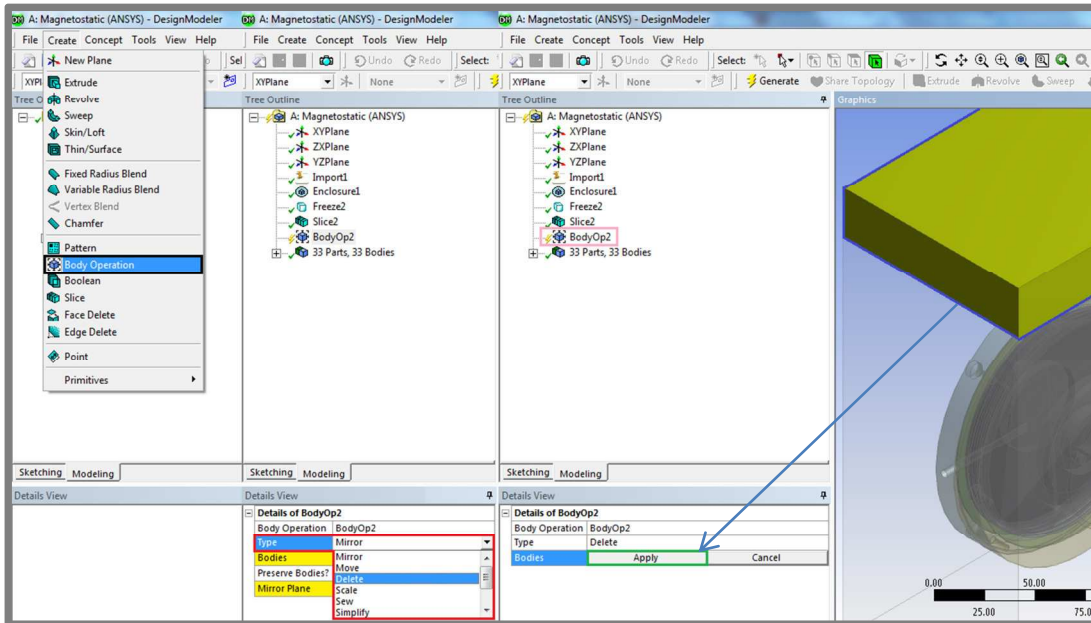 A: Magnetostatic (ANSYS) - DesignModeler
File Create Concept Tools View Help
Sel
XYPl
Tree O
New Plane
Extrude
Revolve
Sweep
Skin/Loft
Thin/Surface
Fixed Radius Blend
Variable Radius Blend
Vertex Blend
Chamfer
Pattern
Body Operation
Boolean
Slice
Face Delete
Edge Delete
Point
Primitives
Sketching Modeling
Details View
A: Magnetostatic (ANSYS) - DesignModeler
File Create Concept Tools View Help
Undo Redo Select:
XYPlane None
Tree Outline
A: Magnetostatic (ANSYS)
XYPlane
ZXPlane
YZPlane
Import1
Enclosure1
Freeze2
Slice2
BodyOp2
33 Parts, 33 Bodies
Sketching Modeling
Details View
Details of BodyOp2
Body Operation BodyOp2
Type Mirror
Bodies Mirror
Move
Preserve Bodies? Delete
Mirror Plane Scale
Sew
Simplify
A: Magnetostatic (ANSYS) - DesignModeler
File Create Concept Tools View Help
Undo Redo Select:
XYPlane None Generate Share Topology Extrude Revolve Sweep
Tree Outline
A: Magnetostatic (ANSYS)
XYPlane
ZXPlane
YZPlane
Import1
Enclosure1
Freeze2
Slice2
BodyOp2
33 Parts, 33 Bodies
Sketching Modeling
Details View
Details of BodyOp2
Body Operation BodyOp2
Type Delete
Bodies Apply Cancel
Graphics
0.00 50.00
25.00 75.0